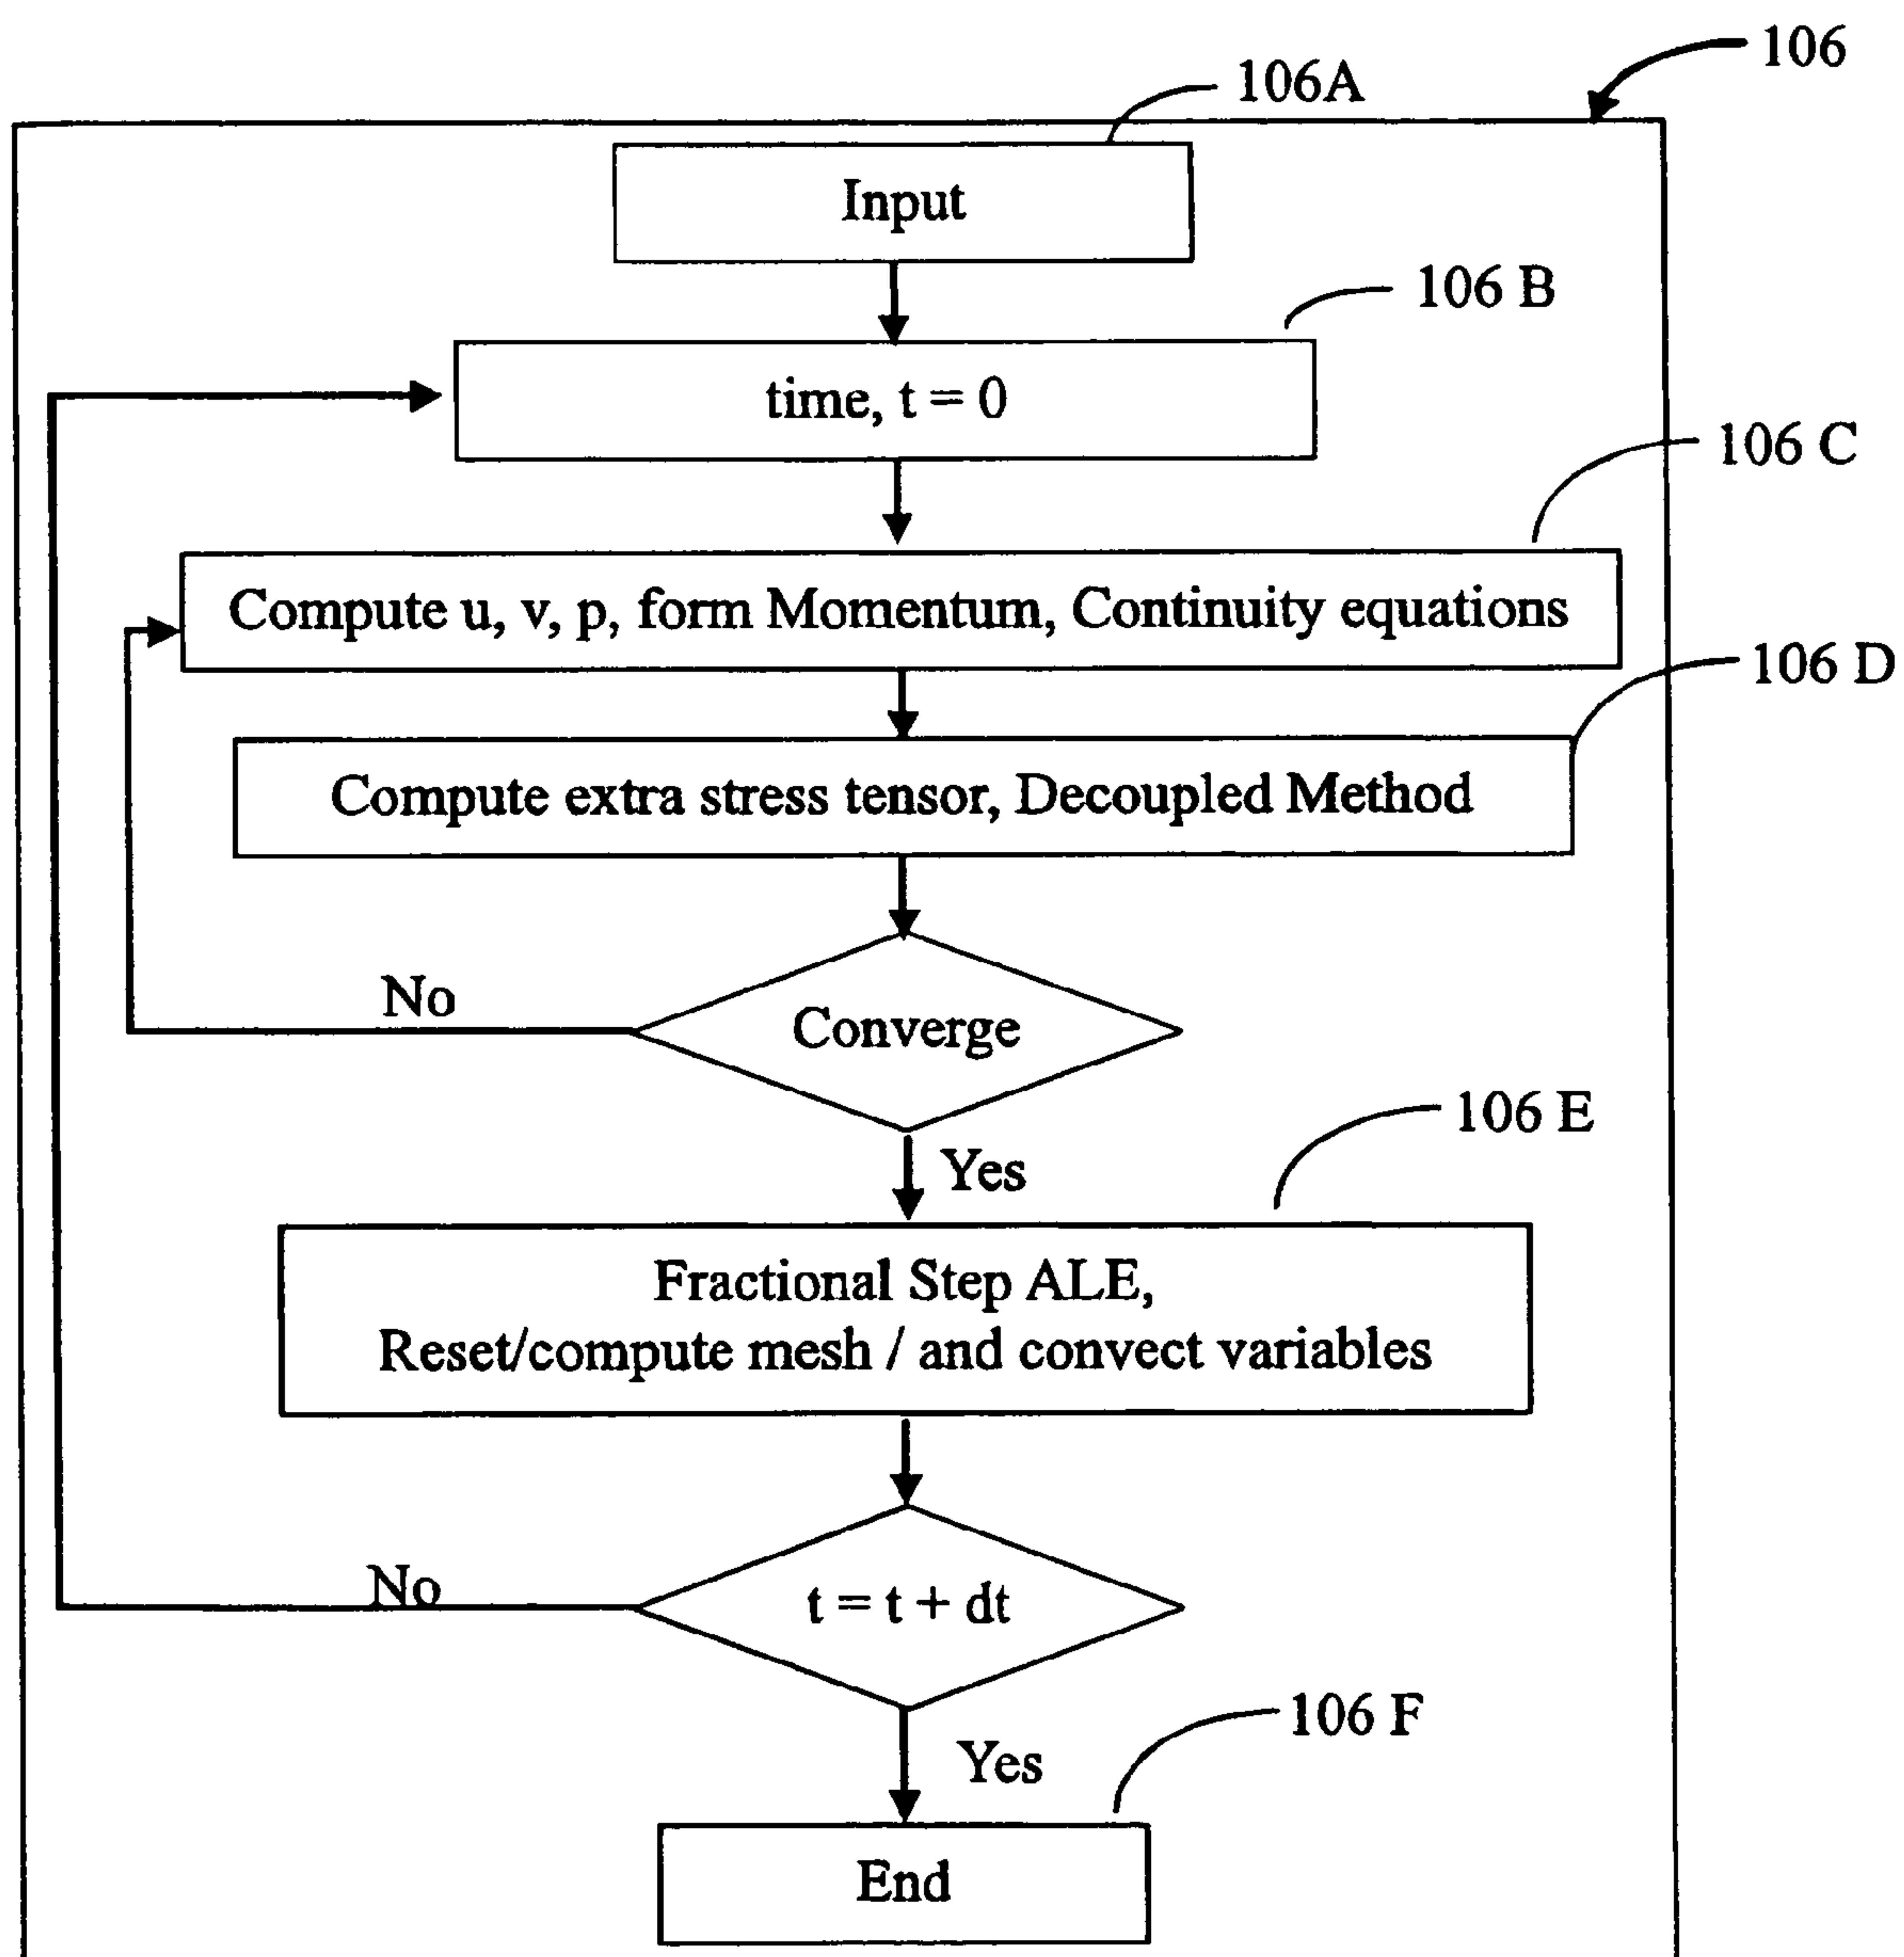 106
106A
Input
106 B
time, t = 0
106 C
Compute u, v, p, form Momentum, Continuity equations
106 D
Compute extra stress tensor, Decoupled Method
No
Converge
106 E
Yes
Fractional Step ALE,
Reset/compute mesh / and convect variables
No
t = t + dt
106 F
Yes
End